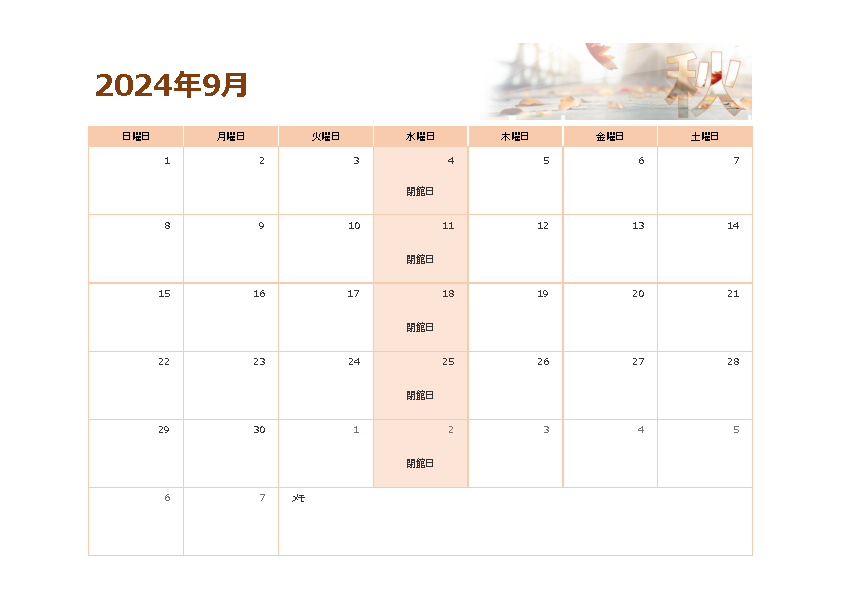 2024年9月
秋
日曜日 月曜日 火曜日 水曜日 木曜日 金曜日 土曜日
1 2 3 4 5 6 7
閉館日
8 9 10 11 12 13 14
閉館日
15 16 17 18 19 20 21
閉館日
22 23 24 25 26 27 28
閉館日
29 30 1 2 3 4 5
閉館日
6 7 メモ